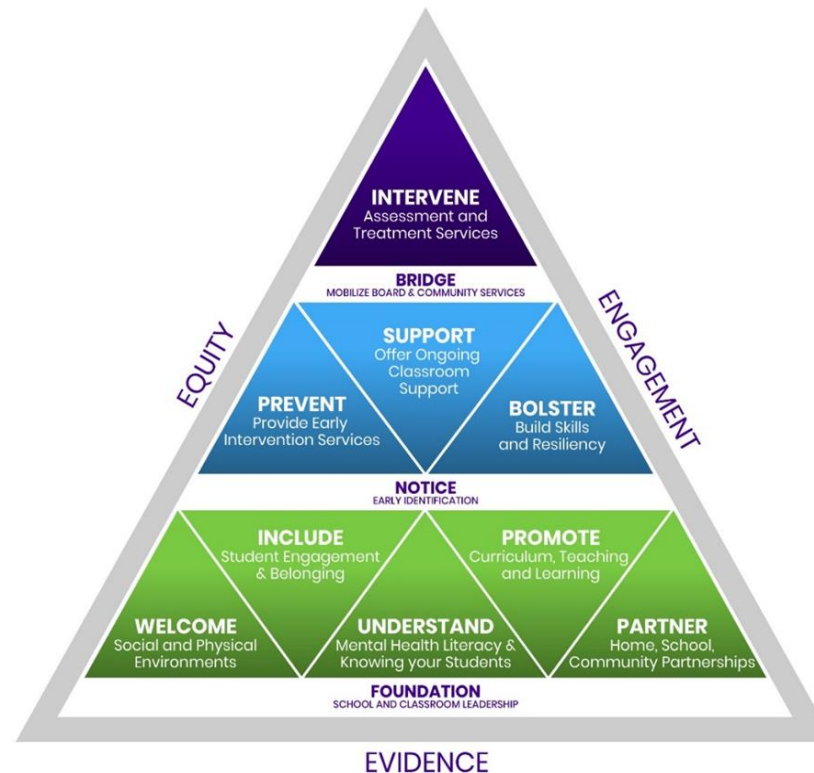 INTERVENE
Assessment and
Treatment Services
BRIDGE
MOBILIZE BOARD & COMMUNITY SERVICES
EQUITY
ENGAGEMENT
SUPPORT
Offer Ongoing
Classroom
Support
PREVENT
Provide Early
Intervention Services
BOLSTER
Build Skills
and Resiliency
NOTICE
EARLY IDENTIFICATION
INCLUDE
Student Engagement
& Belonging
PROMOTE
Curriculum, Teaching
and Learning
WELCOME
Social and Physical
Environments
UNDERSTAND
Mental Health Literacy &
Knowing your Students
PARTNER
Home, School,
Community Partnerships
FOUNDATION
SCHOOL AND CLASSROOM LEADERSHIP
EVIDENCE